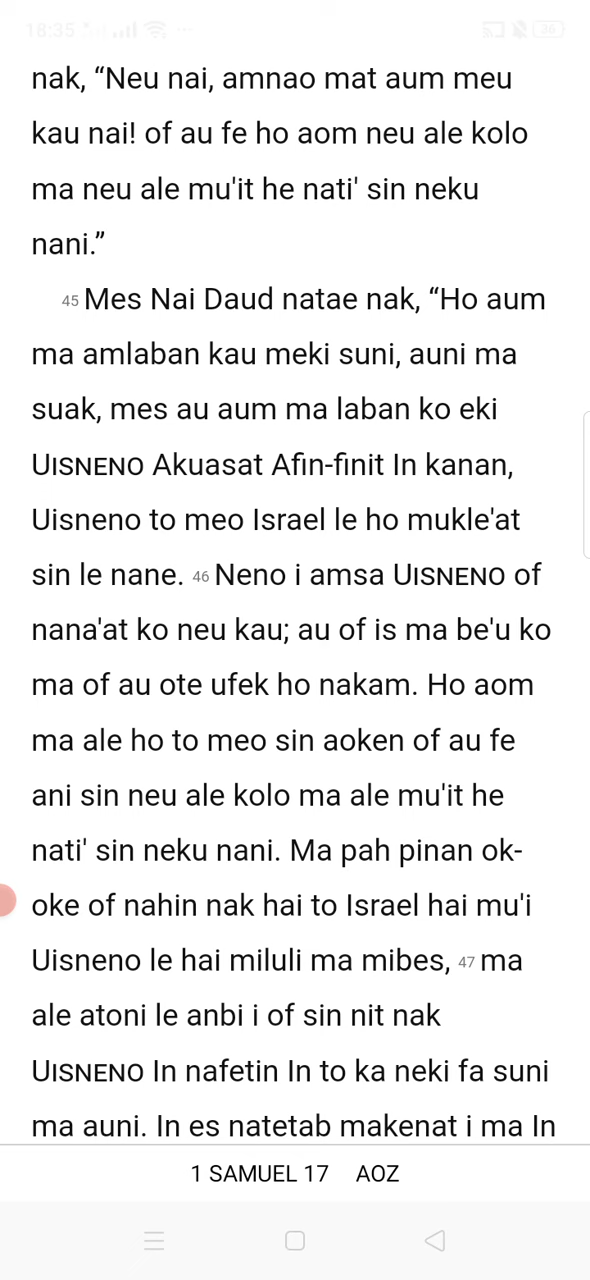 18:35
36
nak, “Neu nai, amnao mat aum meu
kau nai! of au fe ho aom neu ale kolo
ma neu ale mu'it he nati' sin neku
nani.”
45 Mes Nai Daud natae nak, “Ho aum
ma amlaban kau meki suni, auni ma
suak, mes au aum ma laban ko eki
UISNENO Akuasat Afin-finit In kanan,
Uisneno to meo Israel le ho mukle'at
sin le nane. 46 Neno i amsa UISNENO of
nana'at ko neu kau; au of is ma be'u ko
ma of au ote ufek ho nakam. Ho aom
ma ale ho to meo sin aoken of au fe
ani sin neu ale kolo ma ale mu'it he
nati' sin neku nani. Ma pah pinan ok-
oke of nahin nak hai to Israel hai mu'i
Uisneno le hai miluli ma mibes, 47 ma
ale atoni le anbi i of sin nit nak
UISNENO In nafetin In to ka neki fa suni
ma auni. In es natetab makenat i ma In
1 SAMUEL 17 AOZ